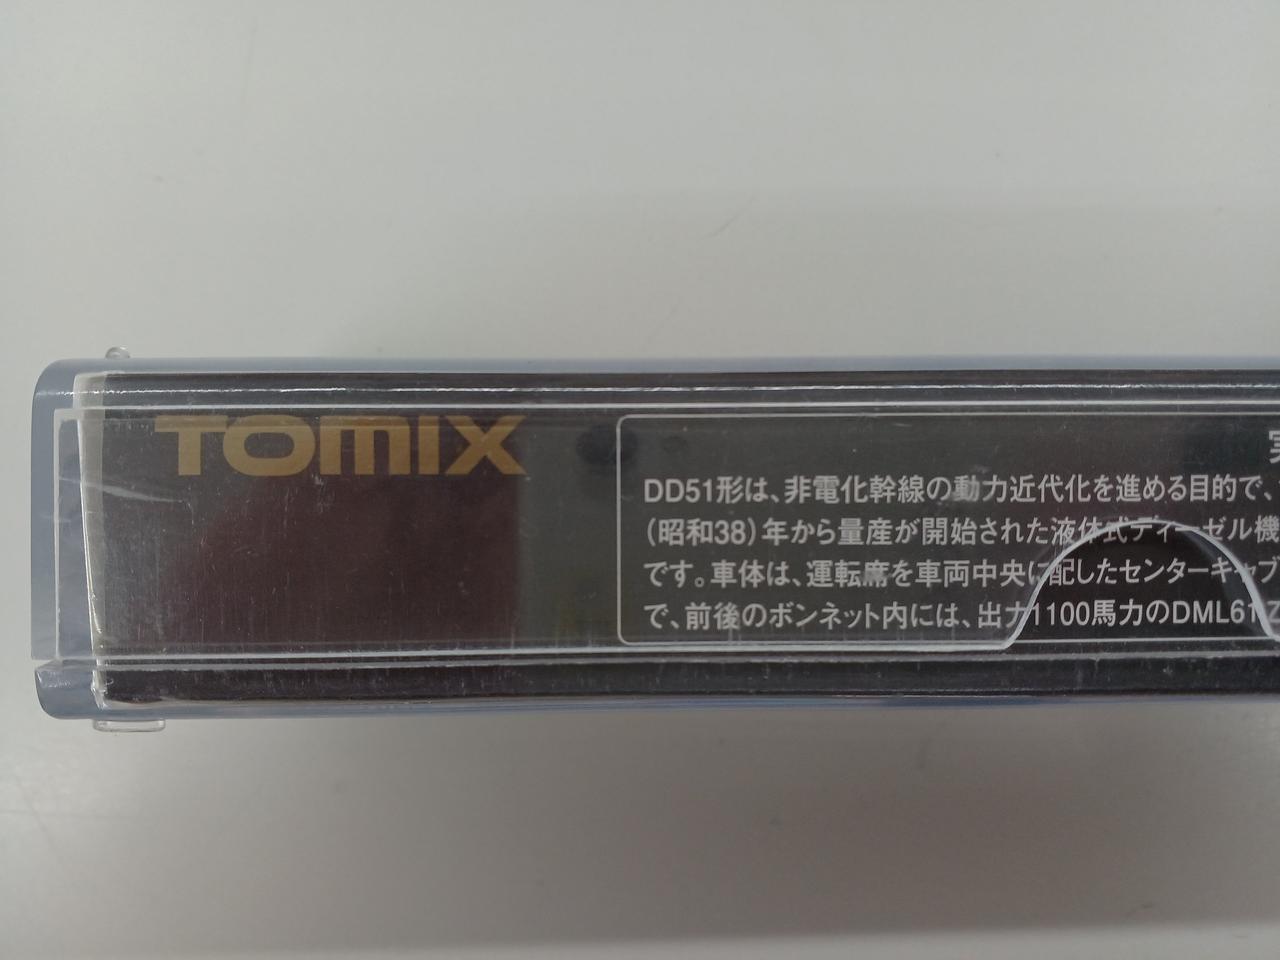 TOMIX
DD51形は、非電化幹線の動力近代化を進める目的で、
(昭和38)年から量産が開始された液体式ディーゼル機
です。車体は、運転席を車両中央に配したセンターキャブ
で、前後のボンネット内には、出力1100馬力のDML61Z